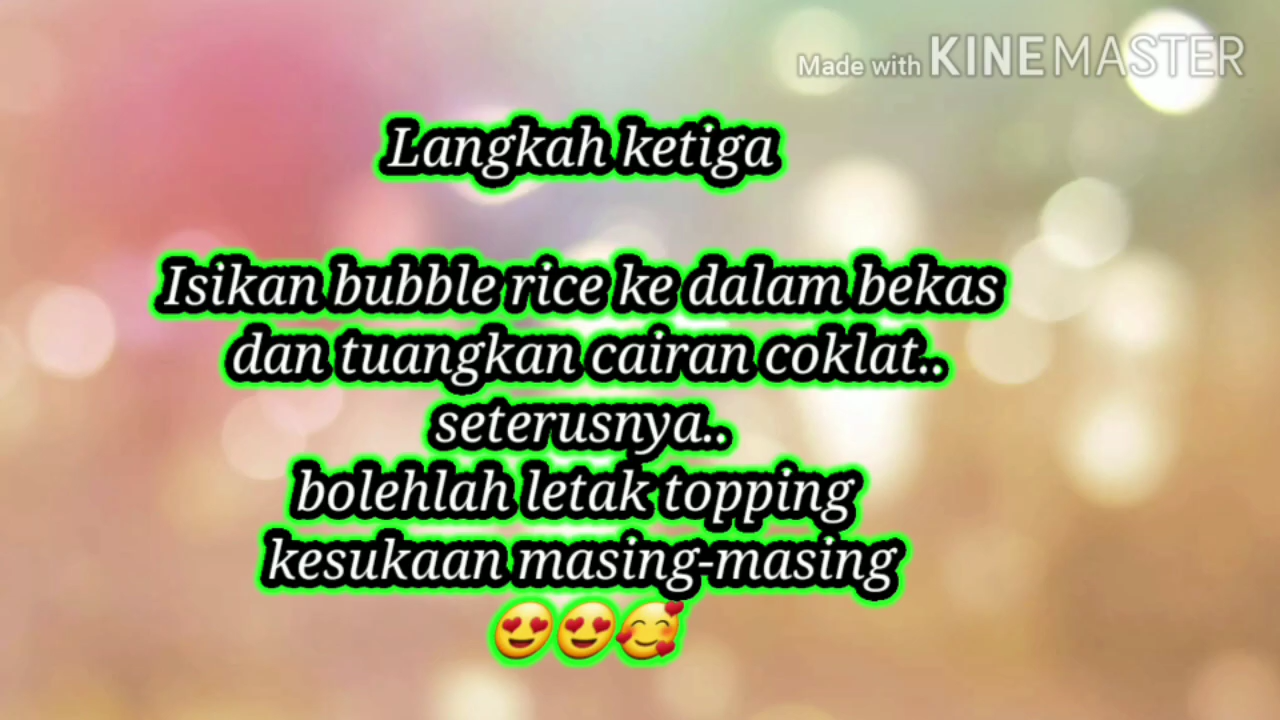 Made with KINEMASTER
Langkah ketiga
Isikan bubble rice ke dalam bekas
dan tuangkan cairan coklat..
seterusnya..
bolehlah letak topping
kesukaan masing-masing
😍😍🥰